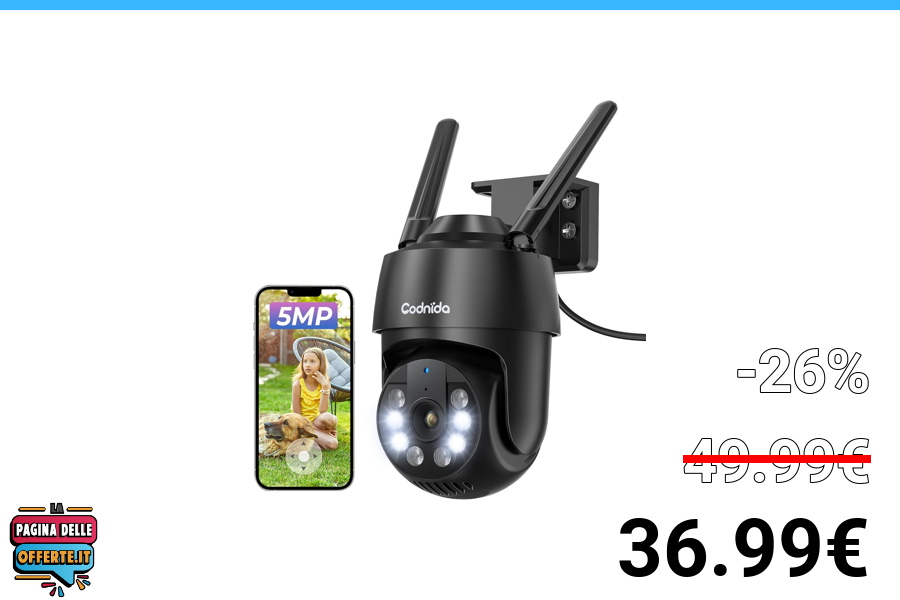 5MP
Codnida
-26%
49.99€
36.99€
LA
PAGINA DELLE
OFFERTE.IT